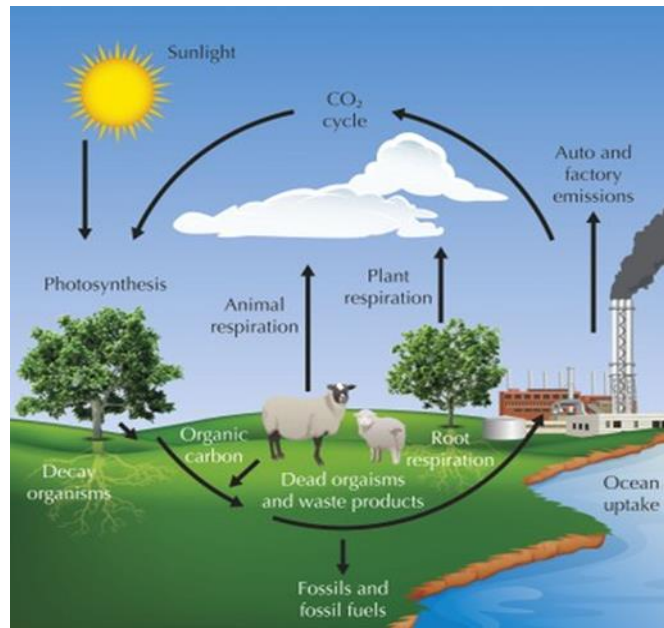 Sunlight
CO₂
cycle
Auto and
factory
emissions
Photosynthesis
Animal
respiration
Plant
respiration
Organic
carbon
Root
respiration
Decay
organisms
Dead orgaisms
and waste products
Ocean
uptake
Fossils and
fossil fuels